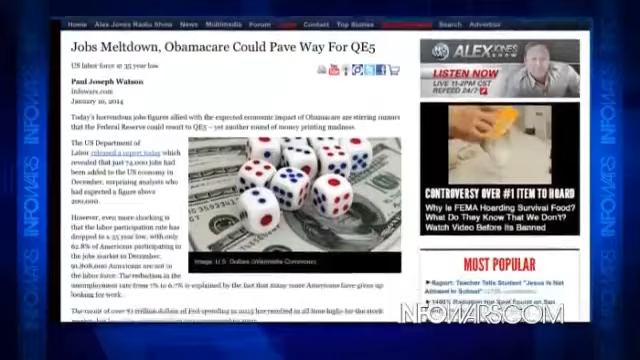 Home Alex Jones Radio Show News Multimedia Forum Contact Top Stories Search Advertise
Jobs Meltdown, Obamacare Could Pave Way For QE5
US labor force at 35 year low
Paul Joseph Watson
Infowars.com
January 10, 2014
Today's horrendous jobs figures allied with the expected economic impact of Obamacare are stirring rumors
that the Federal Reserve could resort to QE5 – yet another round of money printing madness.
The US Department of
Labor released a report today which
revealed that just 74,000 jobs had
been added to the US economy in
December, surprising analysts who
had expected a figure above
200,000.
However, even more shocking is
that the labor participation rate has
dropped to a 35 year low, with only
62.8% of Americans participating in
the jobs market in December.
Americans are not in
the labor force. The reduction in the
unemployment rate from 7% to 6.7% is explained by the fact that many more Americans have given up
looking for work.
Image: U.S. Dollars (Wikimedia Commons)
ALEX JONES
SHOW
LISTEN NOW
LIVE 11-2PM CST
REFEED 24/7
CONTROVERSY OVER #1 ITEM TO HOARD
Why Is FEMA Hoarding Survival Food?
What Do They Know That We Don't?
Watch Video Before Its Banned
MOST POPULAR
Report: Teacher Tells Student "Jesus Is Not
Allowed In School"
Radiation Hot Spot Found on San
INFOWARS.COM
INFOWARS
INFOWARS